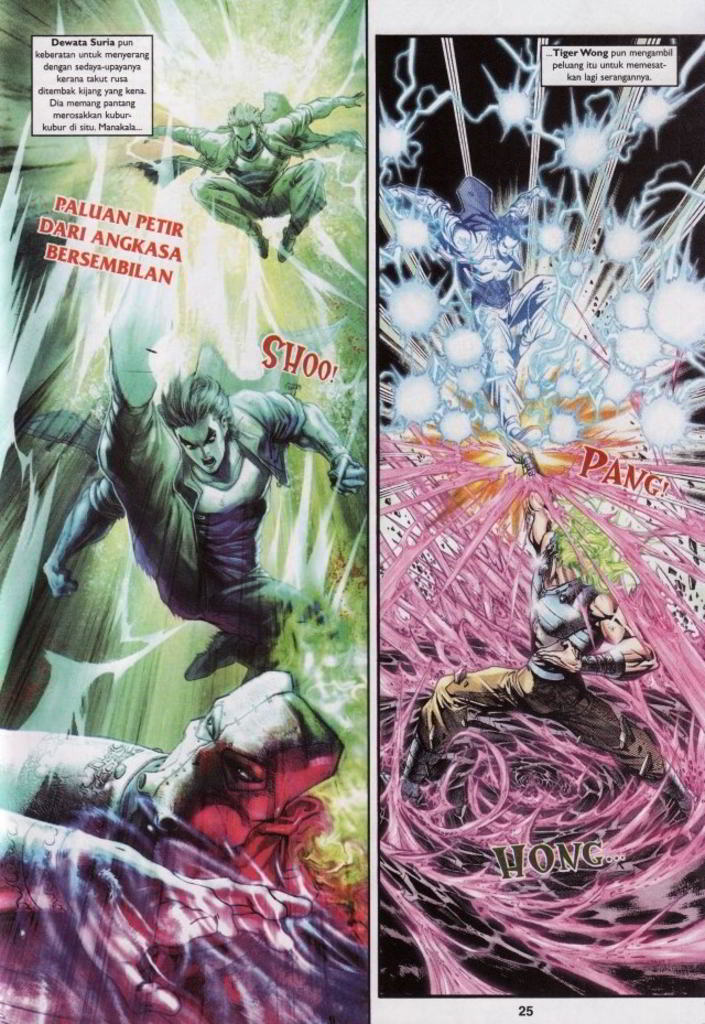 Dewata Suria pun
keberatan untuk menyerang
dengan sedaya-upayanya
kerana takut rusa
ditembak kijang yang kena.
Dia memang pantang
merosakkan kubur-
kubur di situ. Manakala...
PALUAN PETIR
DARI ANGKASA
BERSEMBILAN
SHOO!
...Tiger Wong pun mengambil
peluang itu untuk memesat-
kan lagi serangannya.
PANG!
HONG...
25